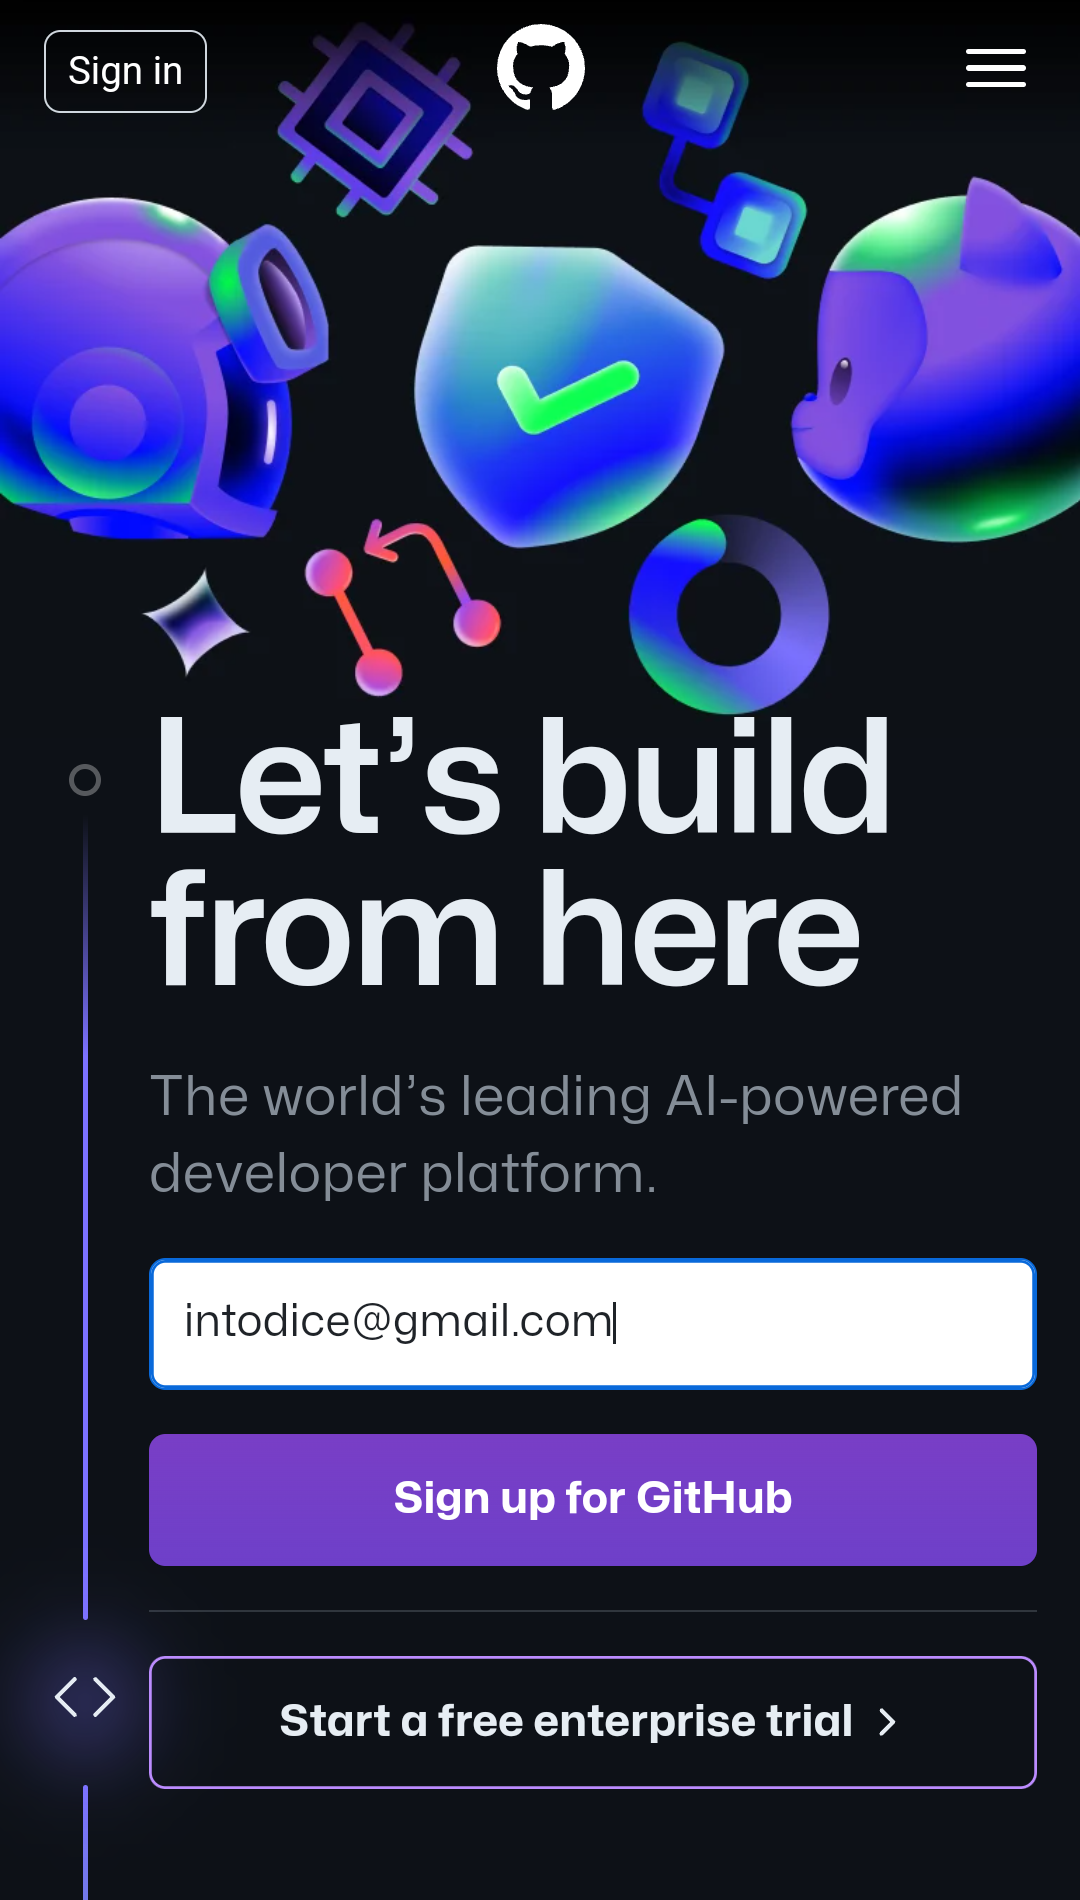 Sign in
Let’s build
from here
The world’s leading AI-powered
developer platform.
intodice@gmail.com
Sign up for GitHub
Start a free enterprise trial